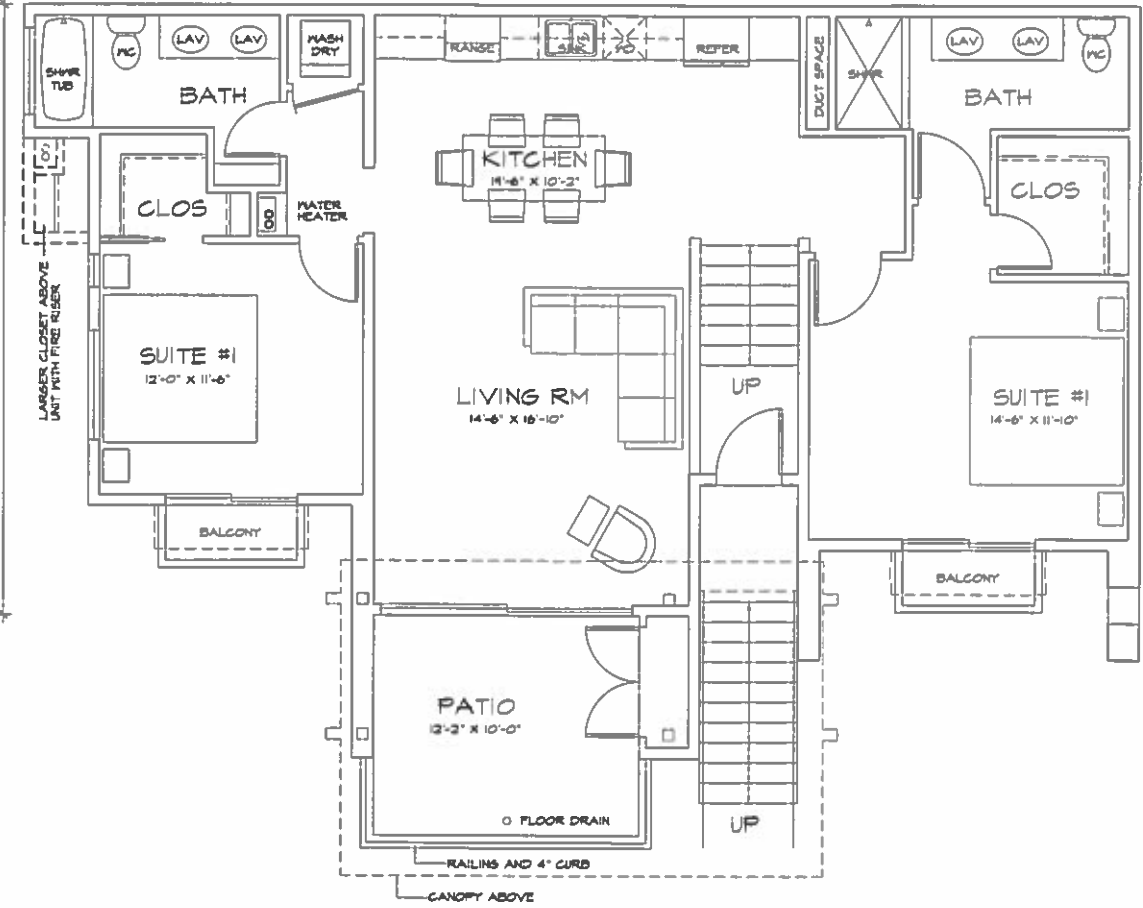 WC
LAV
LAV
WASH
DRY
RANGE
REFER
DUCT SPACE
SHWR
LAV
LAV
WC
SHWR
TUB
BATH
BATH
KITCHEN
19'-6" X 10'-2"
CLOS
CLOS
WATER
HEATER
LARGER CLOSET ABOVE
UNIT WITH FIRE RISER
SUITE #1
12'-0" X 11'-6"
LIVING RM
14'-6" X 16'-10"
UP
SUITE #1
14'-6" X 11'-10"
BALCONY
BALCONY
PATIO
12'-2" X 10'-0"
FLOOR DRAIN
UP
RAILING AND 4" CURB
CANOPY ABOVE